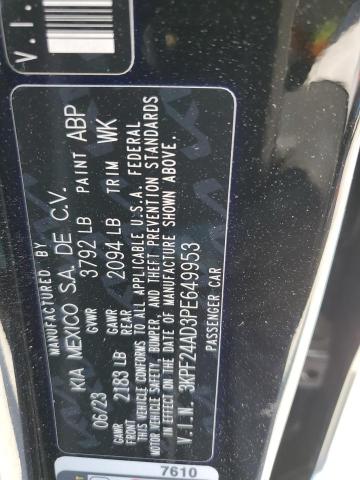 V.I.
MANUFACTURED BY
KIA MEXICO S.A. DE C.V.
06/23 GVWR 3792 LB PAINT ABP
GAWR FRONT 2183 LB GAWR REAR 2094 LB TRIM WK
THIS VEHICLE CONFORMS TO ALL APPLICABLE U.S.A. FEDERAL
MOTOR VEHICLE SAFETY, BUMPER, AND THEFT PREVENTION STANDARDS
IN EFFECT ON THE DATE OF MANUFACTURE SHOWN ABOVE.
V.I.N. 3KPF24AD3PE649953
PASSENGER CAR
7610